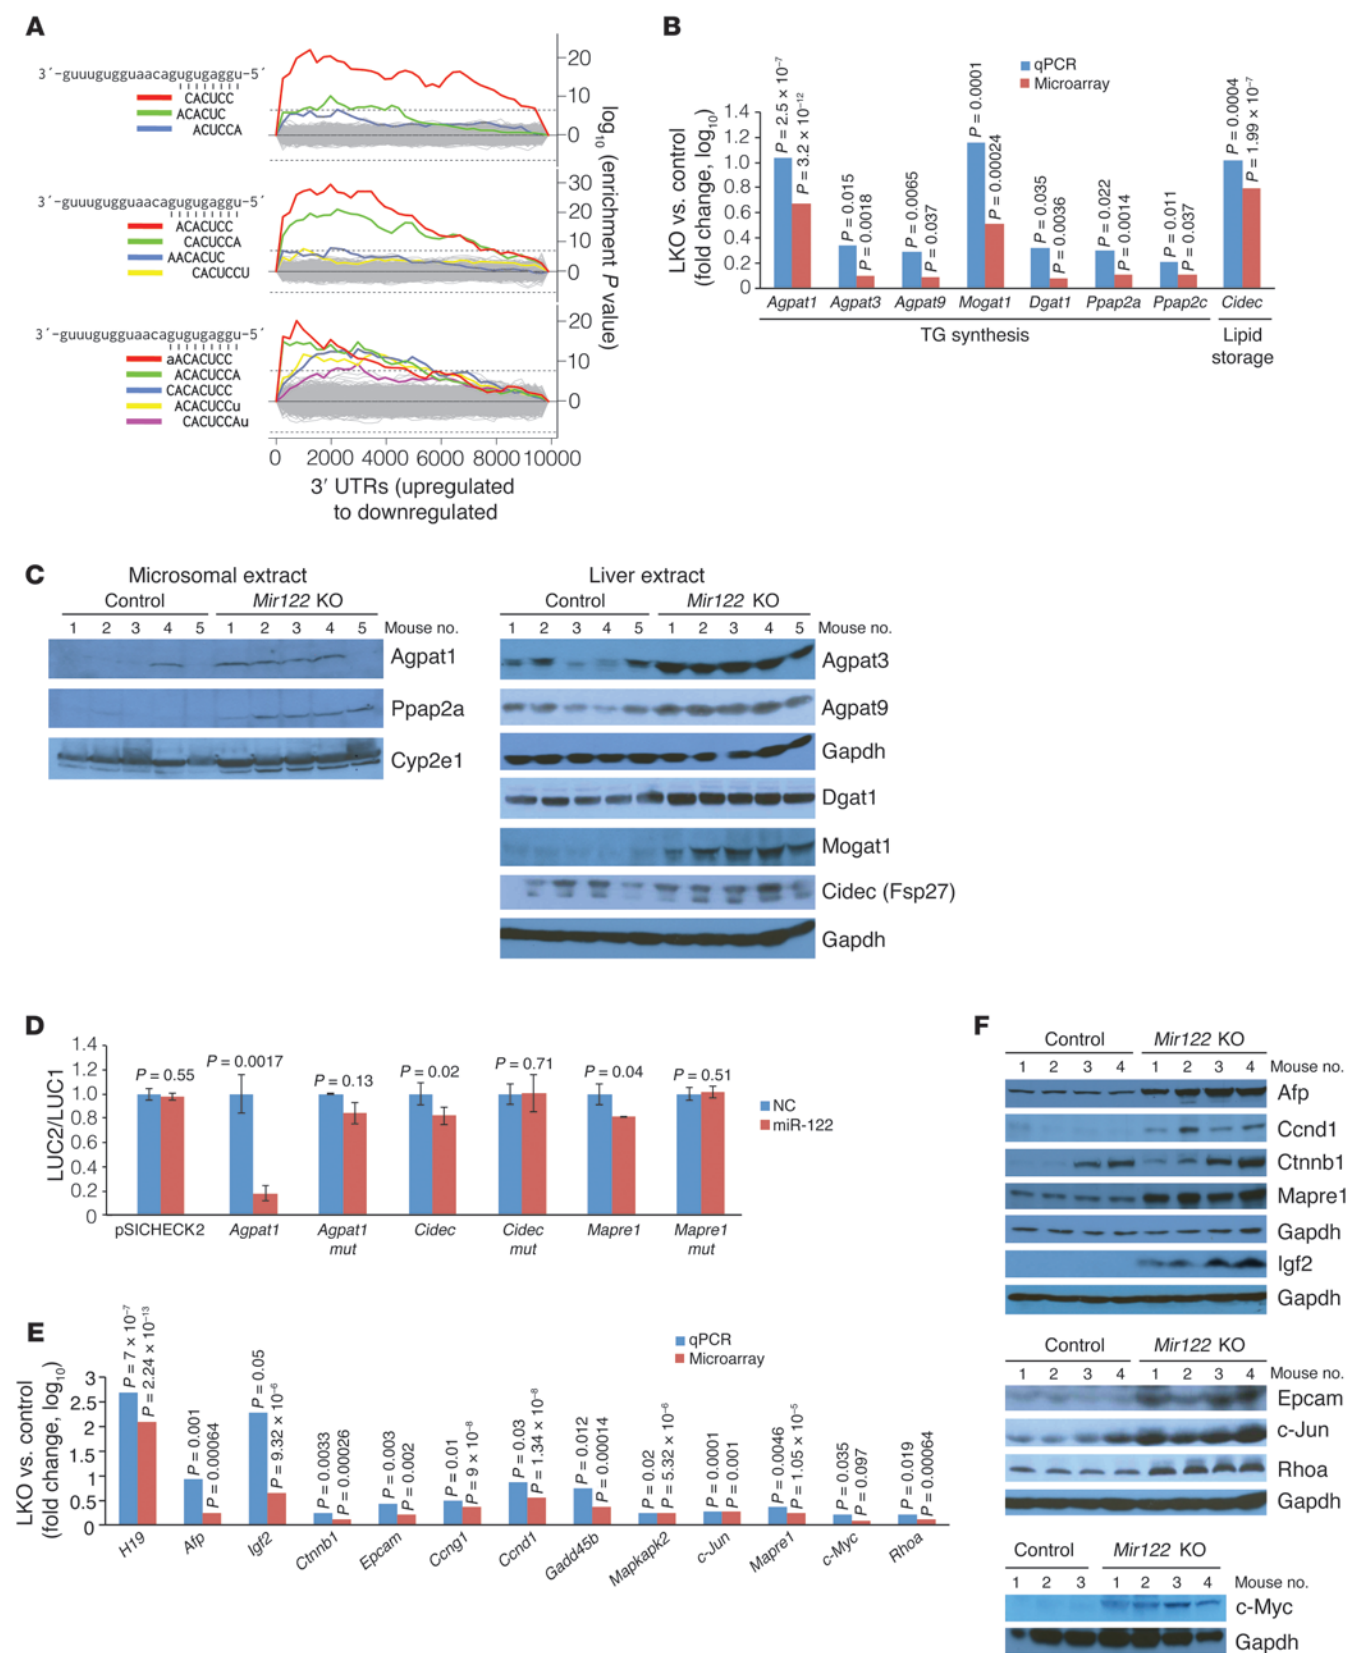 A
3´-guuugugguaacagugugaggu-5´
CACUCC
ACACUC
ACUCCA
20
10
0
3´-guuugugguaacagugugaggu-5´
ACACUCC
CACUCCA
AACACUC
CACUCCU
30
20
10
0
3´-guuugugguaacagugugaggu-5´
aACACUCC
ACACUCCA
CACACUCC
ACACUCCu
CACUCCAu
20
10
0
log10 (enrichment P value)
0 2000 4000 6000 8000 10000
3′ UTRs (upregulated
to downregulated
B
qPCR
Microarray
LKO vs. control
(fold change, log10)
1.4
1.2
1.0
0.8
0.6
0.4
0.2
0
P = 2.5 × 10−7
P = 3.2 × 10−12
P = 0.015
P = 0.0018
P = 0.0065
P = 0.037
P = 0.0001
P = 0.00024
P = 0.035
P = 0.0036
P = 0.022
P = 0.0014
P = 0.011
P = 0.037
P = 0.0004
P = 1.99 × 10−7
Agpat1 Agpat3 Agpat9 Mogat1 Dgat1 Ppap2a Ppap2c Cidec
TG synthesis
Lipid
storage
C
Microsomal extract
Control Mir122 KO
1 2 3 4 5 1 2 3 4 5 Mouse no.
Agpat1
Ppap2a
Cyp2e1
Liver extract
Control Mir122 KO
1 2 3 4 5 1 2 3 4 5 Mouse no.
Agpat3
Agpat9
Gapdh
Dgat1
Mogat1
Cidec (Fsp27)
Gapdh
D
LUC2/LUC1
1.4
1.2
1.0
0.8
0.6
0.4
0.2
0
P = 0.55
P = 0.0017
P = 0.13
P = 0.02
P = 0.71
P = 0.04
P = 0.51
NC
miR-122
pSICHECK2 Agpat1 Agpat1 mut Cidec Cidec mut Mapre1 Mapre1 mut
E
qPCR
Microarray
LKO vs. control
(fold change, log10)
3
2.5
2
1.5
1
0.5
0
P = 7 × 10−7
P = 2.24 × 10−13
P = 0.001
P = 0.00064
P = 0.05
P = 9.32 × 10−6
P = 0.0033
P = 0.00026
P = 0.0003
P = 0.002
P = 0.01
P = 9 × 10−8
P = 0.03
P = 1.34 × 10−8
P = 0.012
P = 0.00014
P = 0.02
P = 5.32 × 10−6
P = 0.0001
P = 0.001
P = 0.0046
P = 1.05 × 10−5
P = 0.035
P = 0.097
P = 0.019
P = 0.00064
H19 Afp Igf2 Ctnnb1 Epcam Ccng1 Ccnd1 Gadd45b Mapkapk2 c-Jun Mapre1 c-Myc Rhoa
F
Control Mir122 KO
1 2 3 4 1 2 3 4 Mouse no.
Afp
Ccnd1
Ctnnb1
Mapre1
Gapdh
Igf2
Gapdh
Control Mir122 KO
1 2 3 4 1 2 3 4 Mouse no.
Epcam
c-Jun
Rhoa
Gapdh
Control Mir122 KO
1 2 3 1 2 3 4 Mouse no.
c-Myc
Gapdh